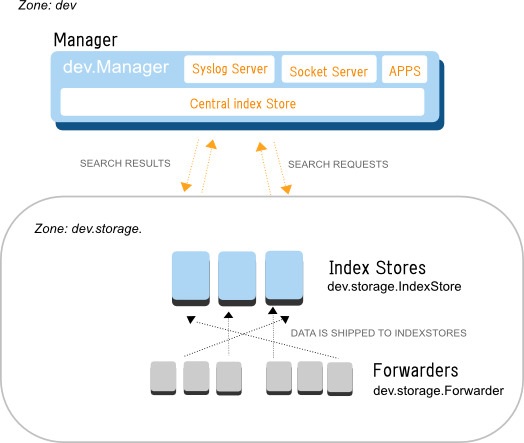 Zone: dev
Manager
dev.Manager
Syslog Server
Socket Server
APPS
Central index Store
SEARCH RESULTS
SEARCH REQUESTS
Zone: dev.storage.
Index Stores
dev.storage.IndexStore
DATA IS SHIPPED TO INDEXSTORES
Forwarders
dev.storage.Forwarder